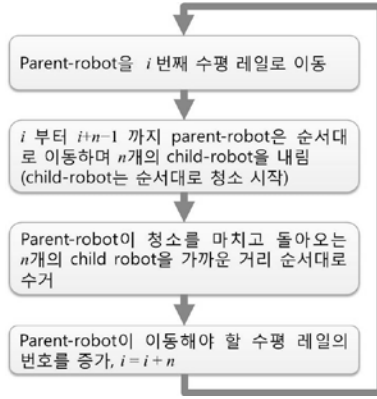 Parent-robot을 i 번째 수평 레일로 이동
i 부터 i+n−1 까지 parent-robot은 순서대
로 이동하며 n개의 child-robot을 내림
(child-robot는 순서대로 청소 시작)
Parent-robot이 청소를 마치고 돌아오는
n개의 child robot을 가까운 거리 순서대로
수거
Parent-robot이 이동해야 할 수평 레일의
번호를 증가, i = i + n